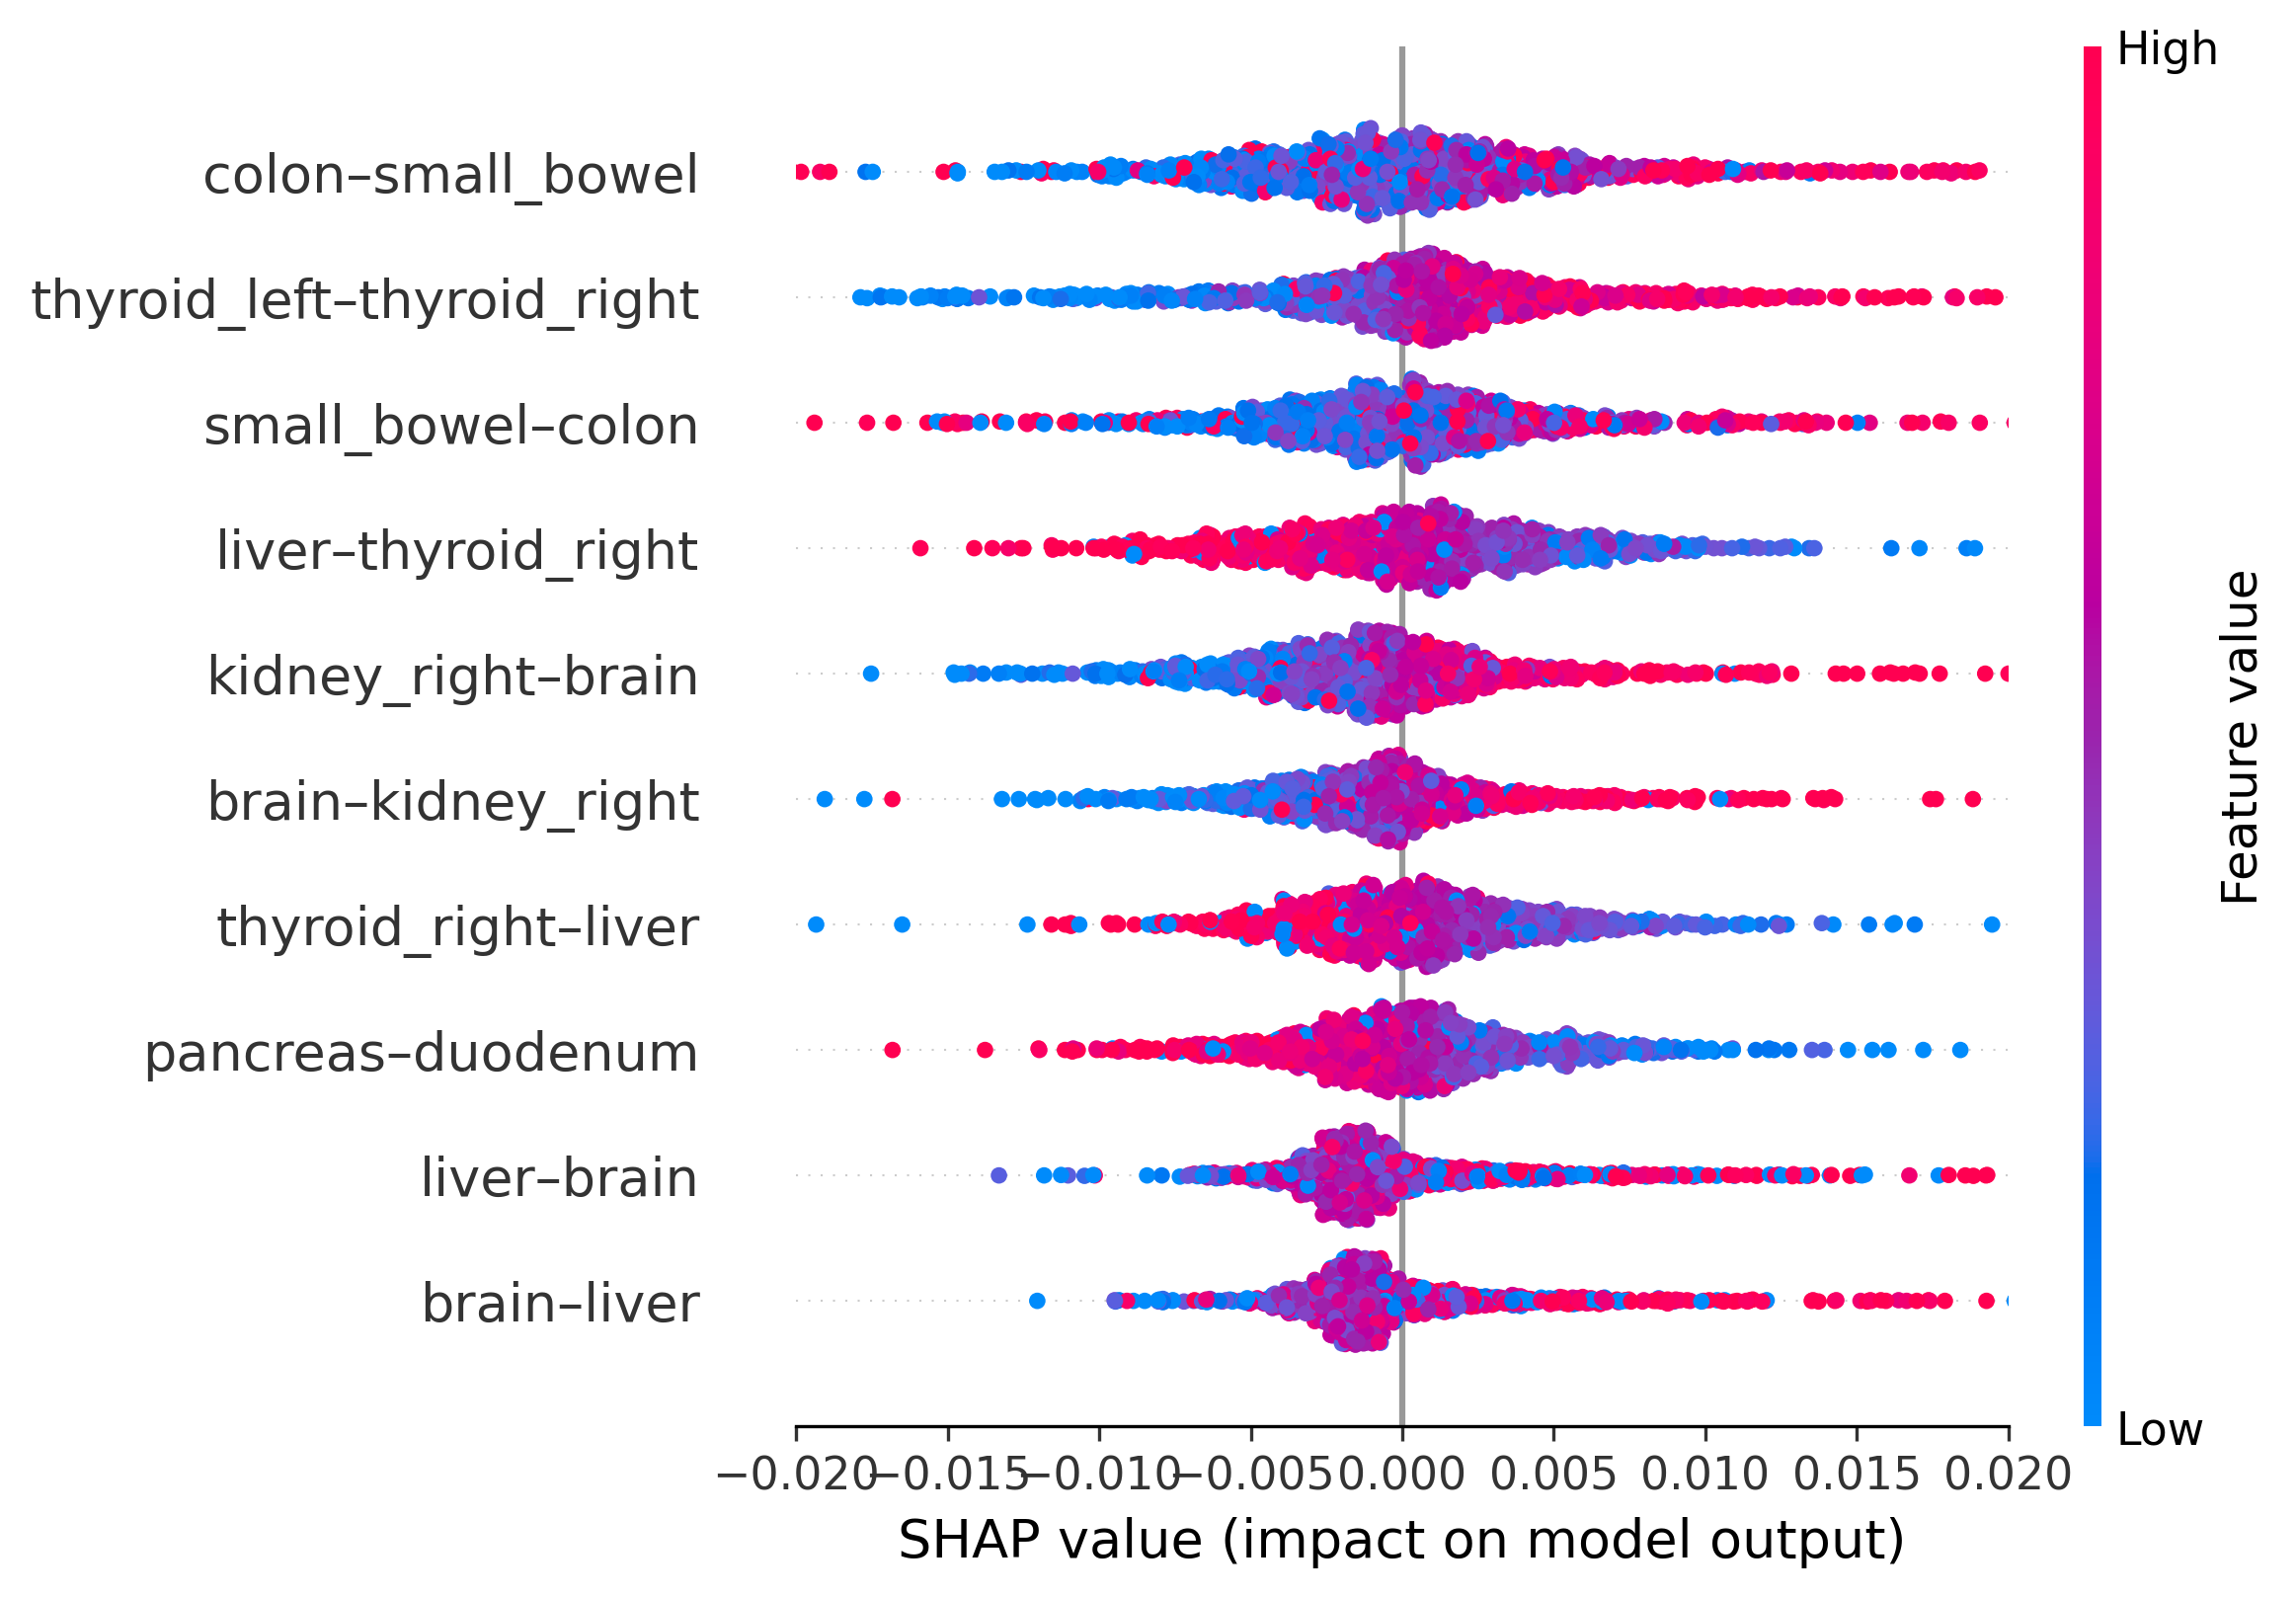 High
colon–small_bowel
thyroid_left–thyroid_right
small_bowel–colon
liver–thyroid_right
kidney_right–brain
brain–kidney_right
thyroid_right–liver
pancreas–duodenum
liver–brain
brain–liver
Feature value
Low
−0.020 −0.015 −0.010 −0.005 0.000 0.005 0.010 0.015 0.020
SHAP value (impact on model output)